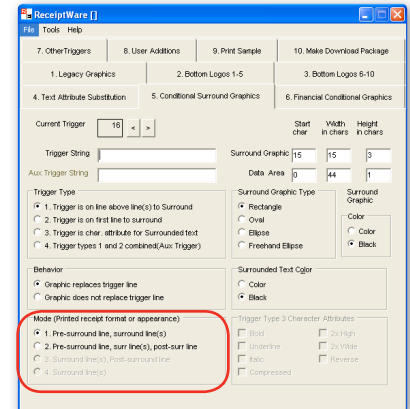 ReceiptWare []
File Tools Help
7. OtherTriggers 8. User Additions 9. Print Sample 10. Make Download Package
1. Legacy Graphics 2. Bottom Logos 1-5 3. Bottom Logos 6-10
4. Text Attribute Substitution 5. Conditional Surround Graphics 6. Financial Conditional Graphics
Current Trigger 16 < >
Start char Width in chars Height in chars
Trigger String Surround Graphic 15 15 3
Aux Trigger String Data Area 0 44 1
Trigger Type
1. Trigger is on line above line(s) to Surround
2. Trigger is on first line to surround
3. Trigger is char. attribute for Surrounded text
4. Trigger types 1 and 2 combined(Aux Trigger)
Surround Graphic Type
Rectangle
Oval
Ellipse
Freehand Ellipse
Surround Graphic
Color
Color
Black
Behavior
Graphic replaces trigger line
Graphic does not replace trigger line
Surrounded Text Color
Color
Black
Mode (Printed receipt format or appearance)
1. Pre-surround line, surround line(s)
2. Pre-surround line, surr line(s), post-surr line
3. Surround line(s), Post-surround line
4. Surround line(s)
Trigger Type 3 Character Attributes
Bold 2x High
Underline 2x Wide
Italic Reverse
Compressed